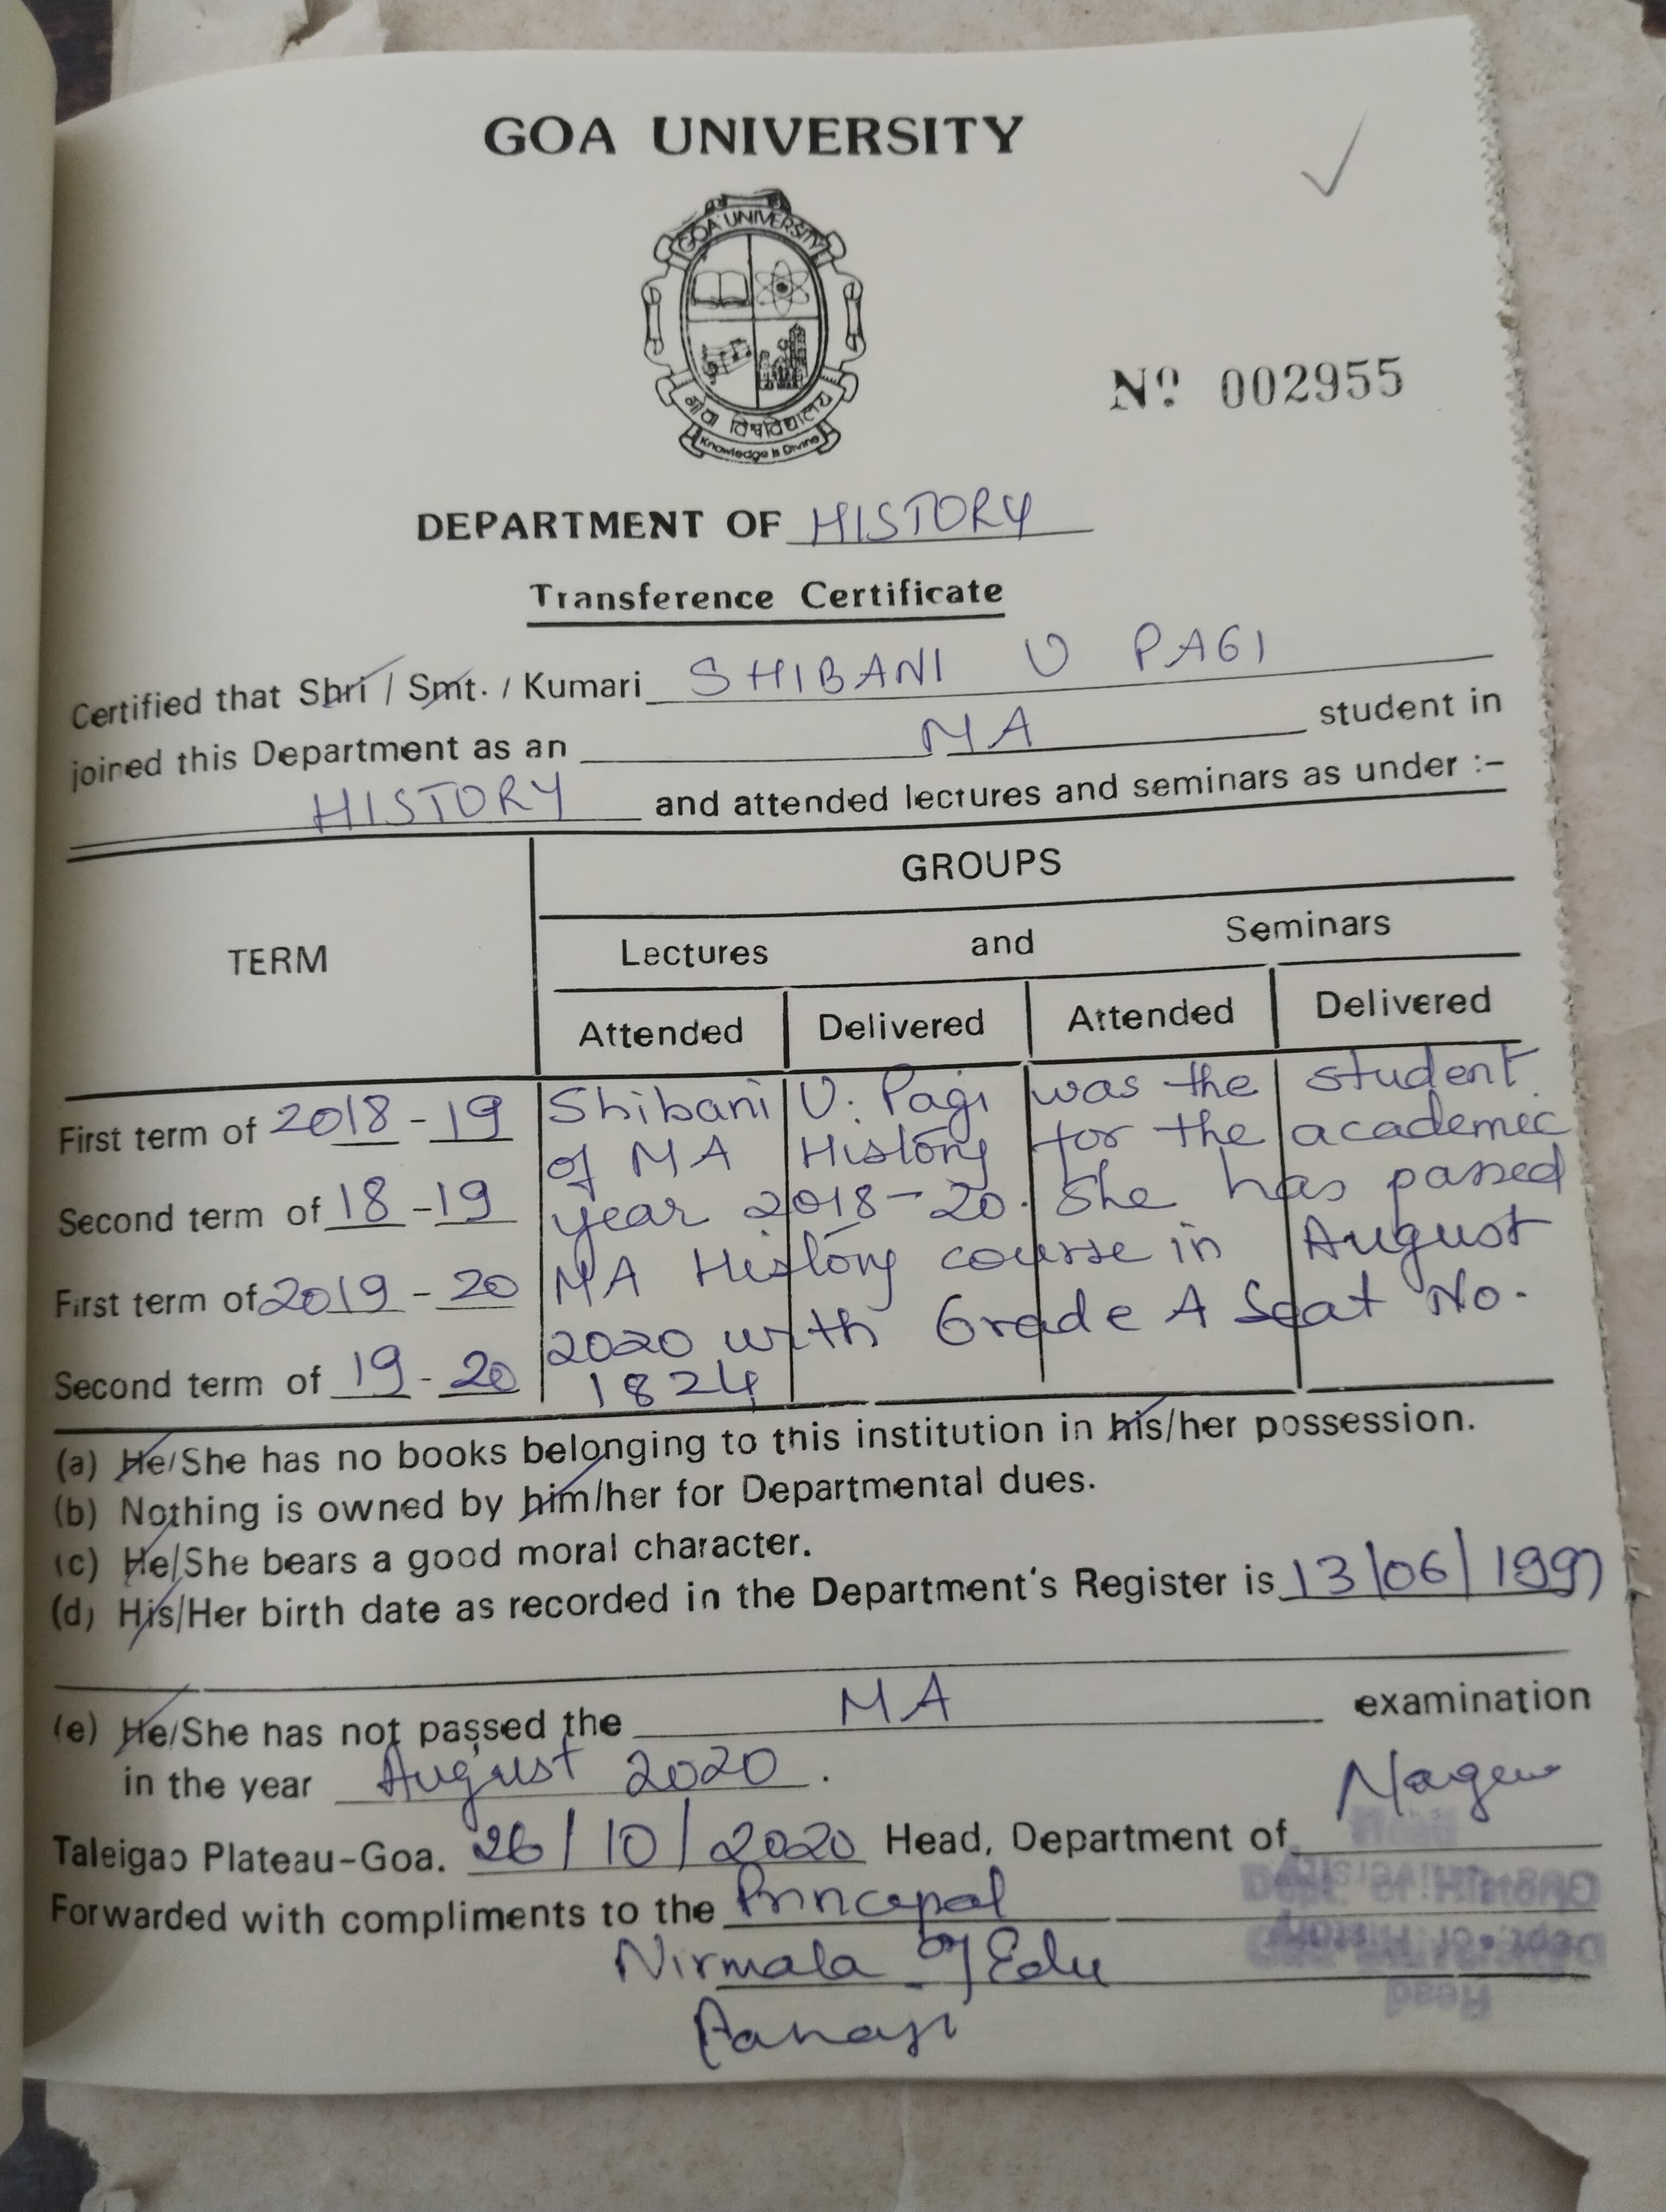 GOA UNIVERSITY
GOA UNIVERSITY
गोवा विश्वविद्यालय
Knowledge is Divine
Nº 002955
DEPARTMENT OF HISTORY
Transference Certificate
Certified that Shri / Smt. / Kumari SHIBANI U PAGI
joined this Department as an MA student in
HISTORY and attended lectures and seminars as under :-
GROUPS
TERM Lectures and Seminars
Attended Delivered Attended Delivered
First term of 2018-19 Shibani U. Pagi was the student
of MA History for the academic
Second term of 18-19 year 2018-20. She has passed
First term of 2019-20 MA History course in August
2020 with Grade A Seat No.
Second term of 19-20 1824
(a) He/She has no books belonging to this institution in his/her possession.
(b) Nothing is owned by him/her for Departmental dues.
(c) He/She bears a good moral character.
(d) His/Her birth date as recorded in the Department's Register is 13/06/1997
(e) He/She has not passed the MA examination
in the year August 2020.
Taleigao Plateau-Goa. 26/10/2020 Head, Department of
Forwarded with compliments to the Principal
Nirmala of Edu
Panaji